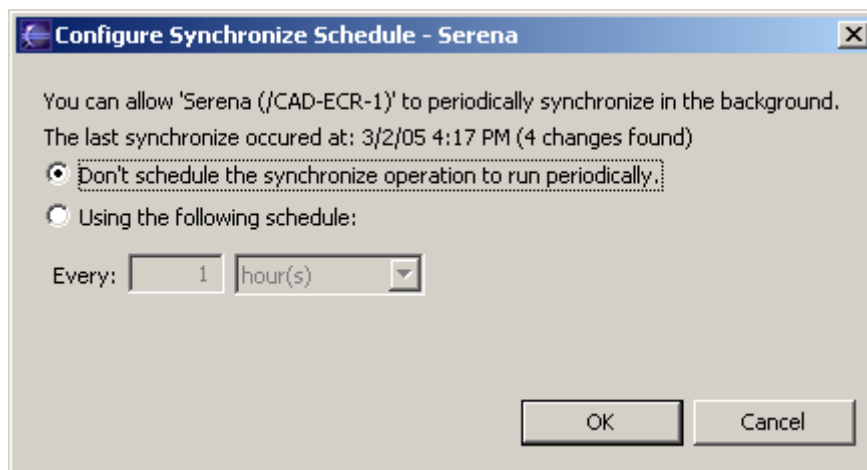 Configure Synchronize Schedule - Serena
You can allow 'Serena (/CAD-ECR-1)' to periodically synchronize in the background.
The last synchronize occured at: 3/2/05 4:17 PM (4 changes found)
Don't schedule the synchronize operation to run periodically.
Using the following schedule:
Every: 1 hour(s)
OK Cancel